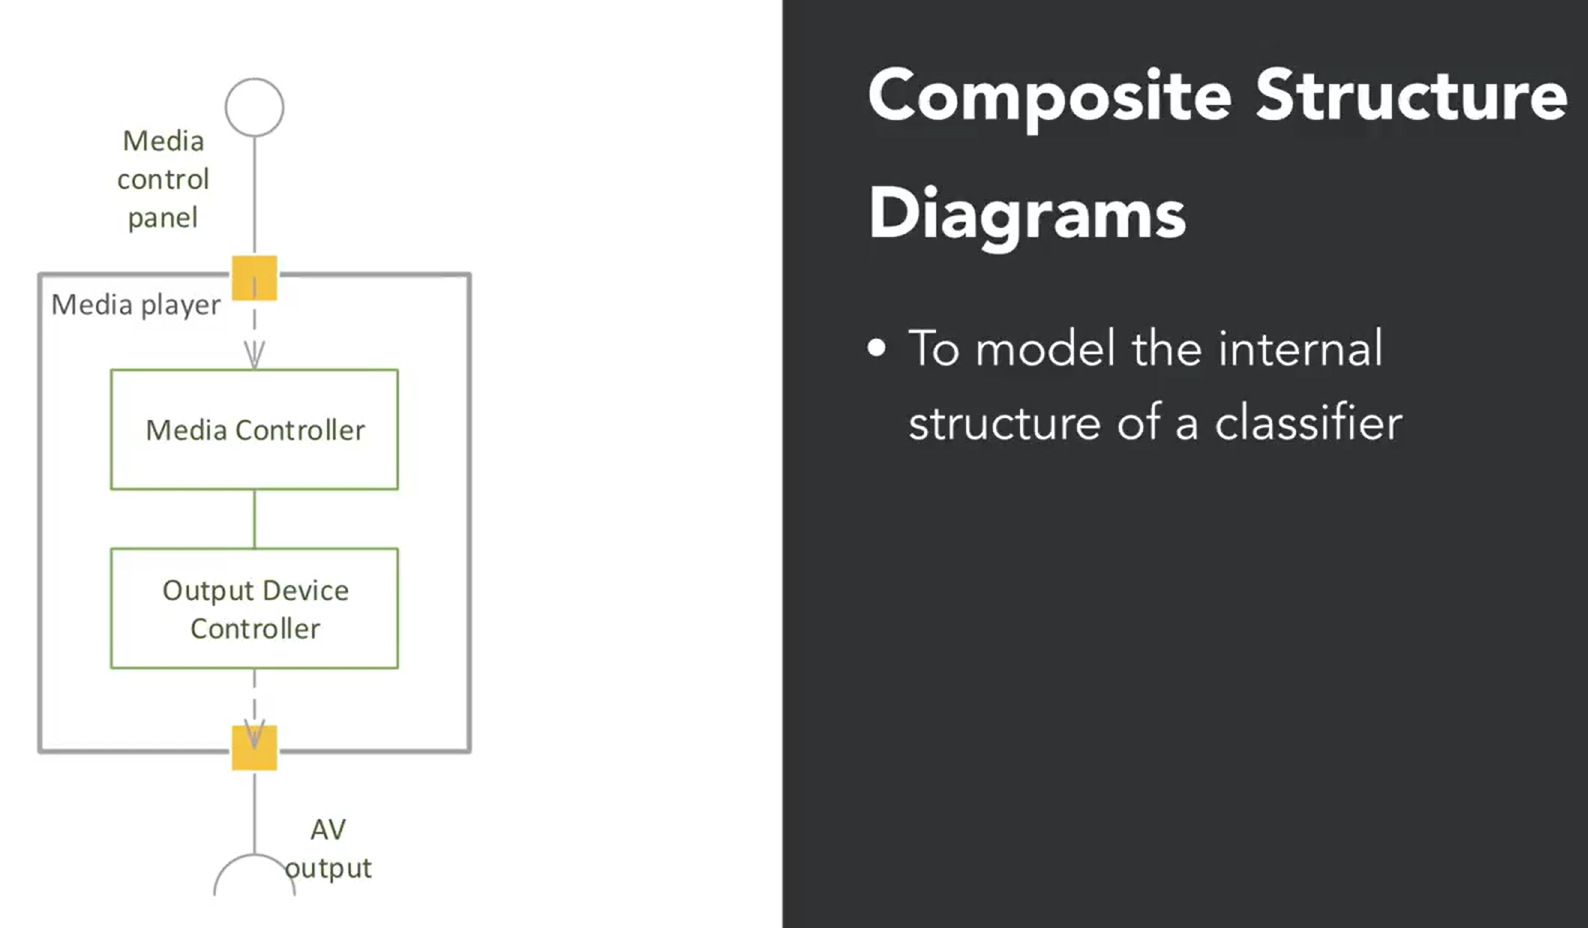 Media
control
panel
Media player
Media Controller
Output Device
Controller
AV
output
Composite Structure
Diagrams
• To model the internal
structure of a classifier